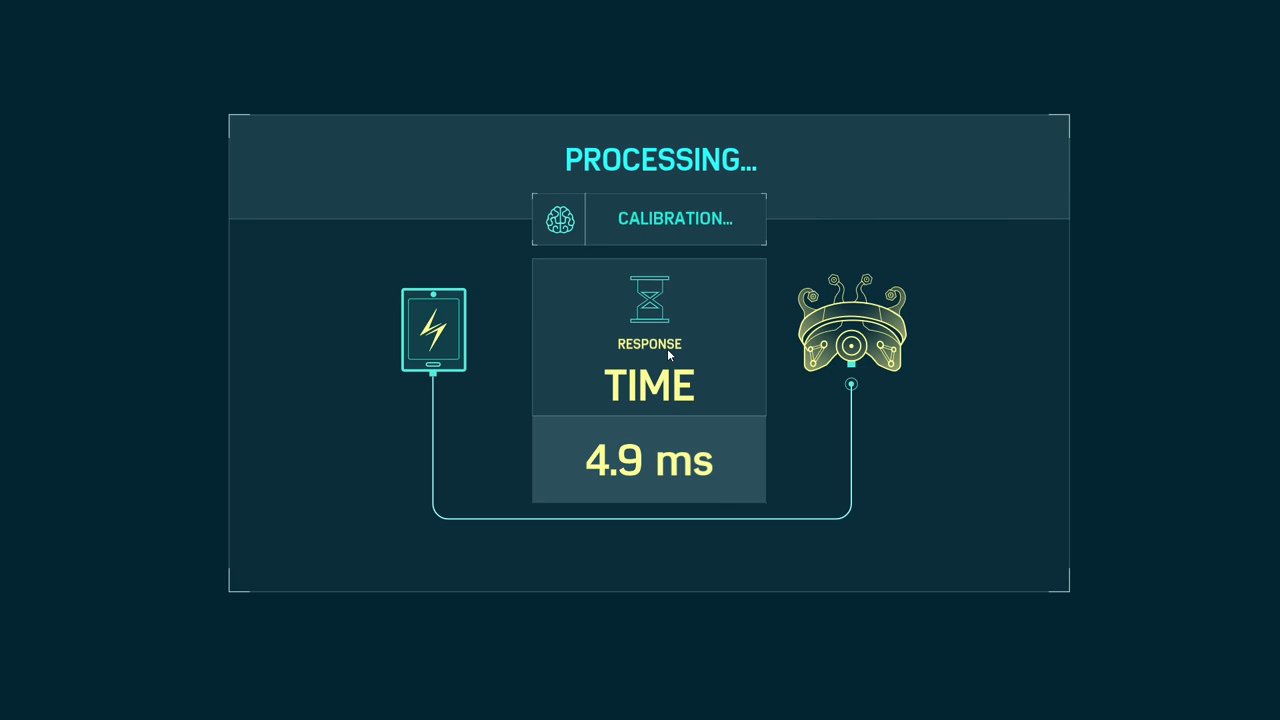 PROCESSING...
CALIBRATION...
RESPONSE
TIME
4.9 ms